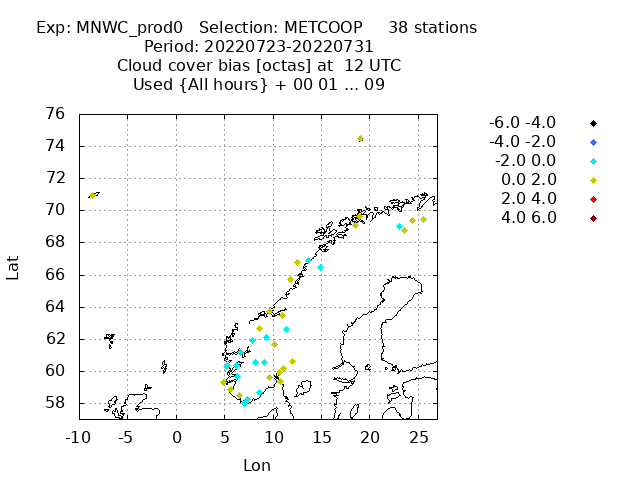 Exp: MNWC_prod0   Selection: METCOOP     38 stations
Period: 20220723-20220731
Cloud cover bias [octas] at  12 UTC
Used {All hours} + 00 01 ... 09
-6.0 -4.0
-4.0 -2.0
-2.0 0.0
0.0 2.0
2.0 4.0
4.0 6.0
76
74
72
70
68
66
64
62
60
58
Lat
-10 -5 0 5 10 15 20 25
Lon